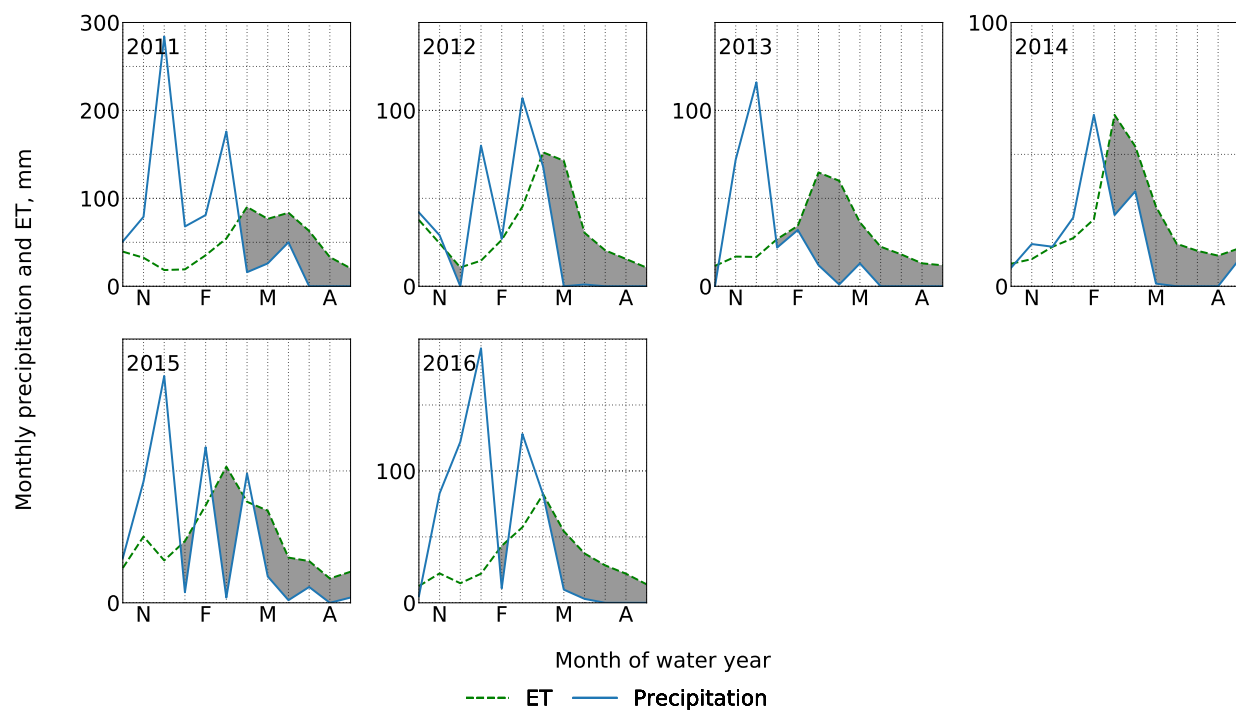 300
200
100
0
2011
N F M A
100
0
2012
N F M A
100
0
2013
N F M A
100
0
2014
N F M A
Monthly precipitation and ET, mm
0
2015
N F M A
100
0
2016
N F M A
Month of water year
ET Precipitation